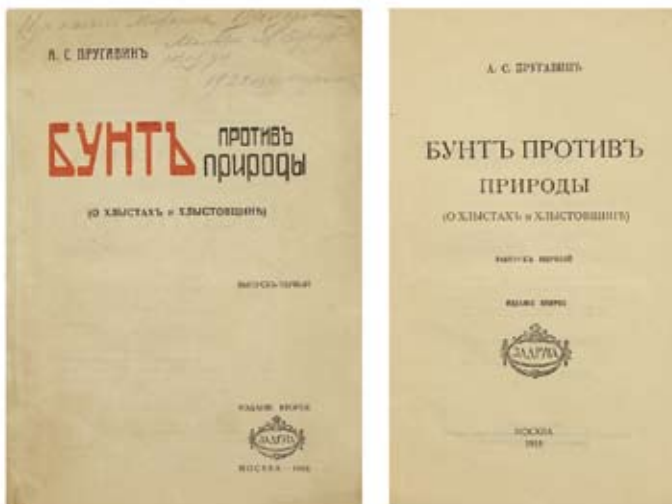 А. С. ПРУГАВИНЪ
БУНТЪ ПРОТИВЪ
природы
(О ХЛЫСТАХЪ и ХЛЫСТОВЩИНѢ)
ВЫПУСКЪ ПЕРВЫЙ
ИЗДАНІЕ ВТОРОЕ
ЗАДРУГА
МОСКВА
А. С. ПРУГАВИНЪ
БУНТЪ ПРОТИВЪ
ПРИРОДЫ
(О ХЛЫСТАХЪ и ХЛЫСТОВЩИНѢ)
ВЫПУСКЪ ПЕРВЫЙ
ИЗДАНІЕ ВТОРОЕ
ЗАДРУГА
МОСКВА